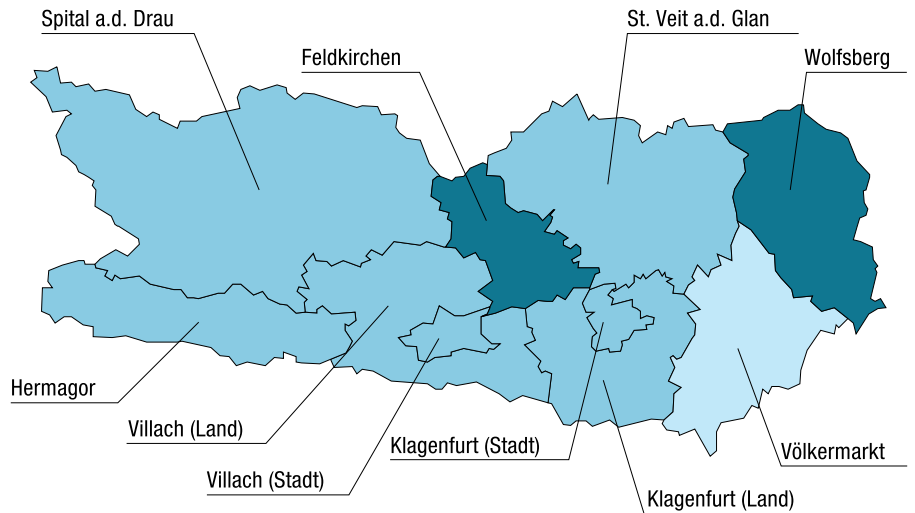 Spital a.d. Drau
St. Veit a.d. Glan
Feldkirchen
Wolfsberg
Hermagor
Villach (Land)
Klagenfurt (Stadt)
Völkermarkt
Villach (Stadt)
Klagenfurt (Land)